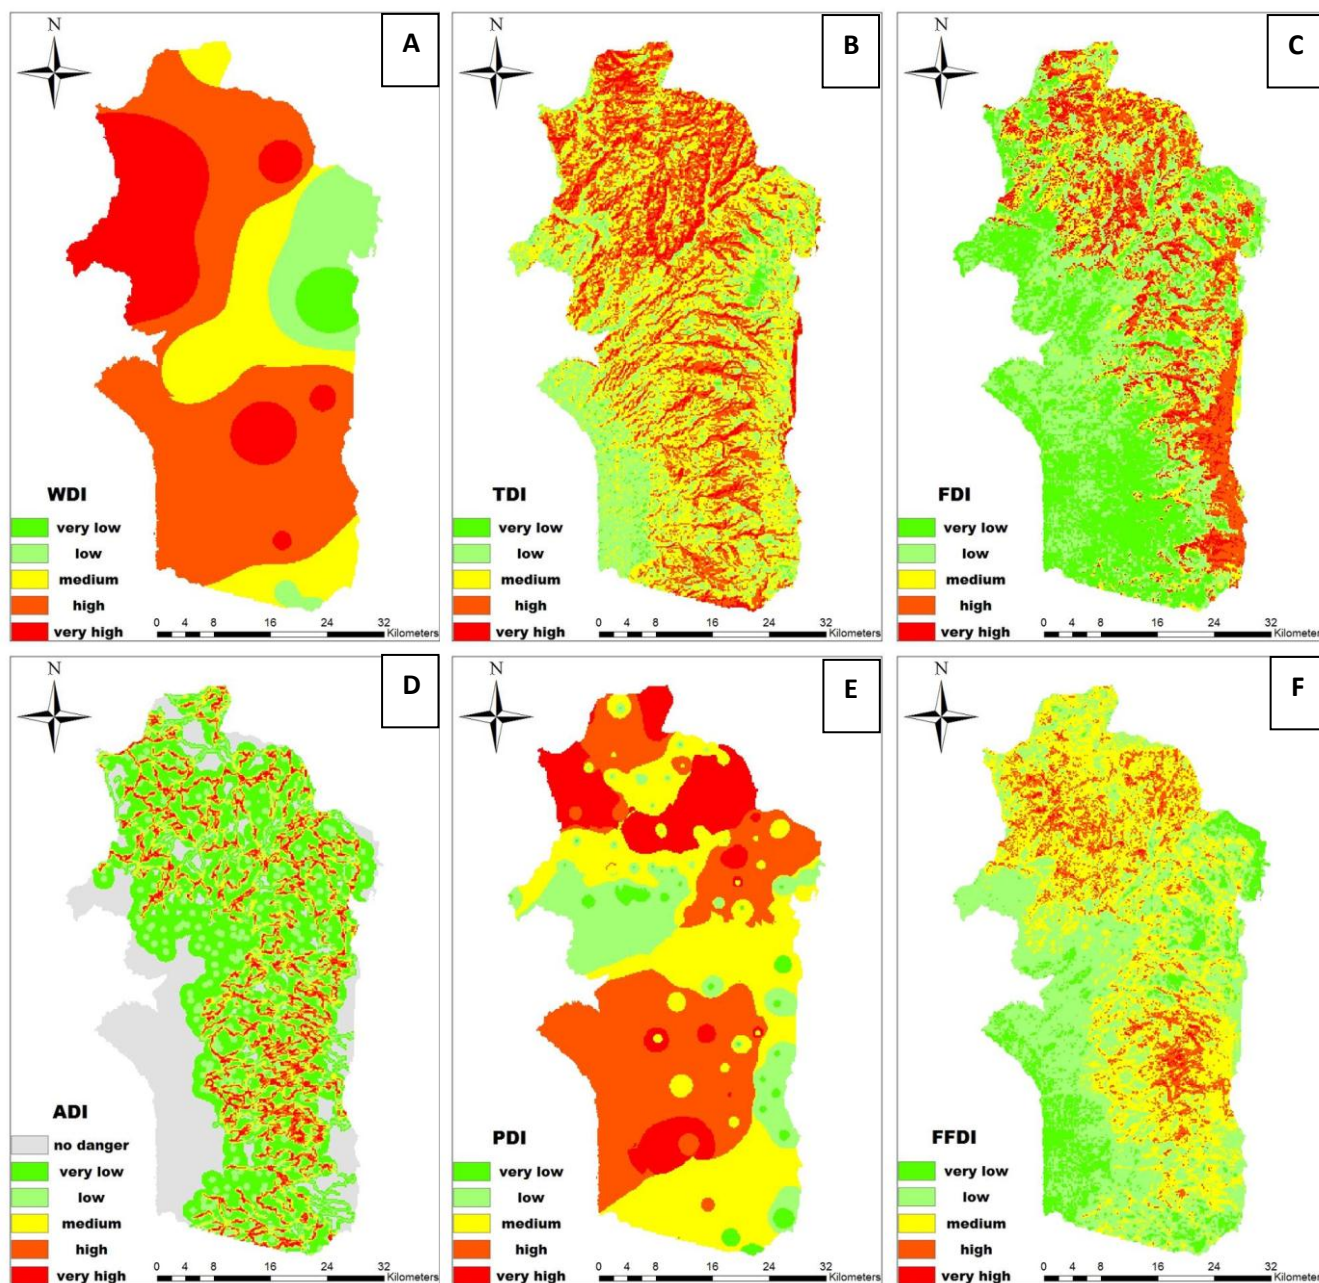 N
A
WDI
very low
low
medium
high
very high
0 4 8 16 24 32
Kilometers
B
TDI
very low
low
medium
high
very high
0 4 8 16 24 32
Kilometers
N
C
FDI
very low
low
medium
high
very high
0 4 8 16 24 32
Kilometers
N
D
ADI
no danger
very low
low
medium
high
very high
0 4 8 16 24 32
Kilometers
N
E
PDI
very low
low
medium
high
very high
0 4 8 16 24 32
Kilometers
N
F
FFDI
very low
low
medium
high
very high
0 4 8 16 24 32
Kilometers
N